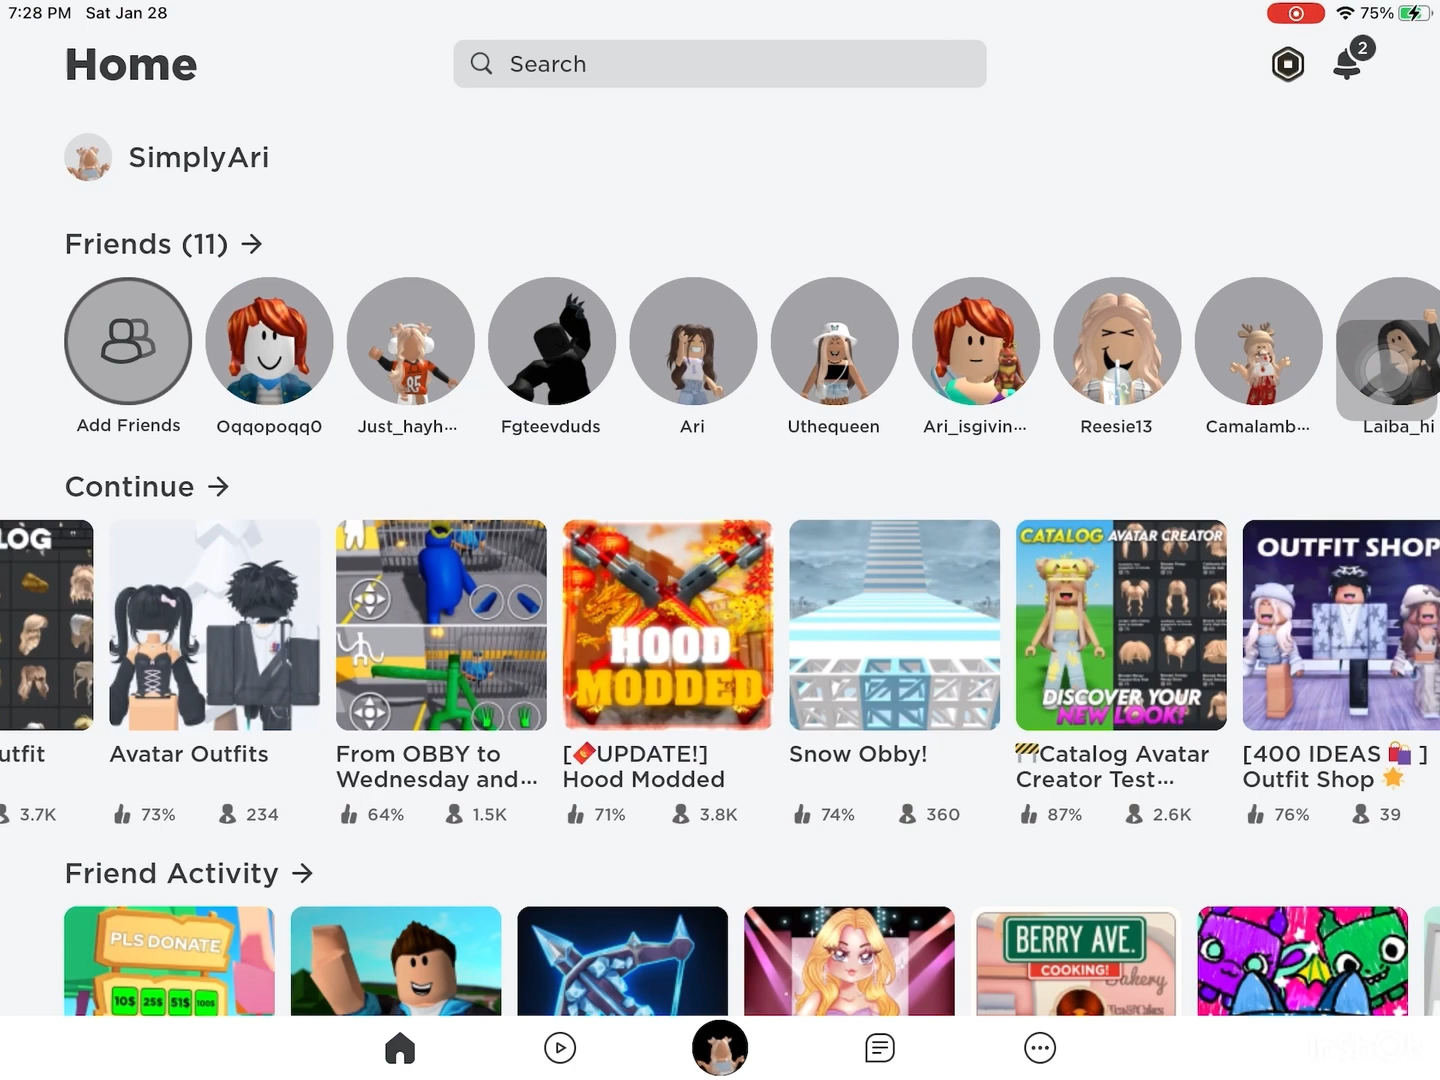 7:28 PM Sat Jan 28
75%
Home
Search
2
SimplyAri
Friends (11) →
85
Add Friends
Oqqopoqq0
Just_hayh...
Fgteevduds
Ari
Uthequeen
Ari_isgivin...
Reesie13
Camalamb...
Laiba_hi
Continue →
LOG
HOOD
MODDED
CATALOG AVATAR CREATOR
DISCOVER YOUR
NEW LOOK!
OUTFIT SHOP
utfit
Avatar Outfits
From OBBY to
Wednesday and...
[🧧UPDATE!]
Hood Modded
Snow Obby!
🚧Catalog Avatar
Creator Test...
[400 IDEAS 🛍️ ]
Outfit Shop 🌟
3.7K
73% 234
64% 1.5K
71% 3.8K
74% 360
87% 2.6K
76% 39
Friend Activity →
PLS DONATE
10$ 25$ 51$ 100$
BERRY AVE.
COOKING!
Bakery